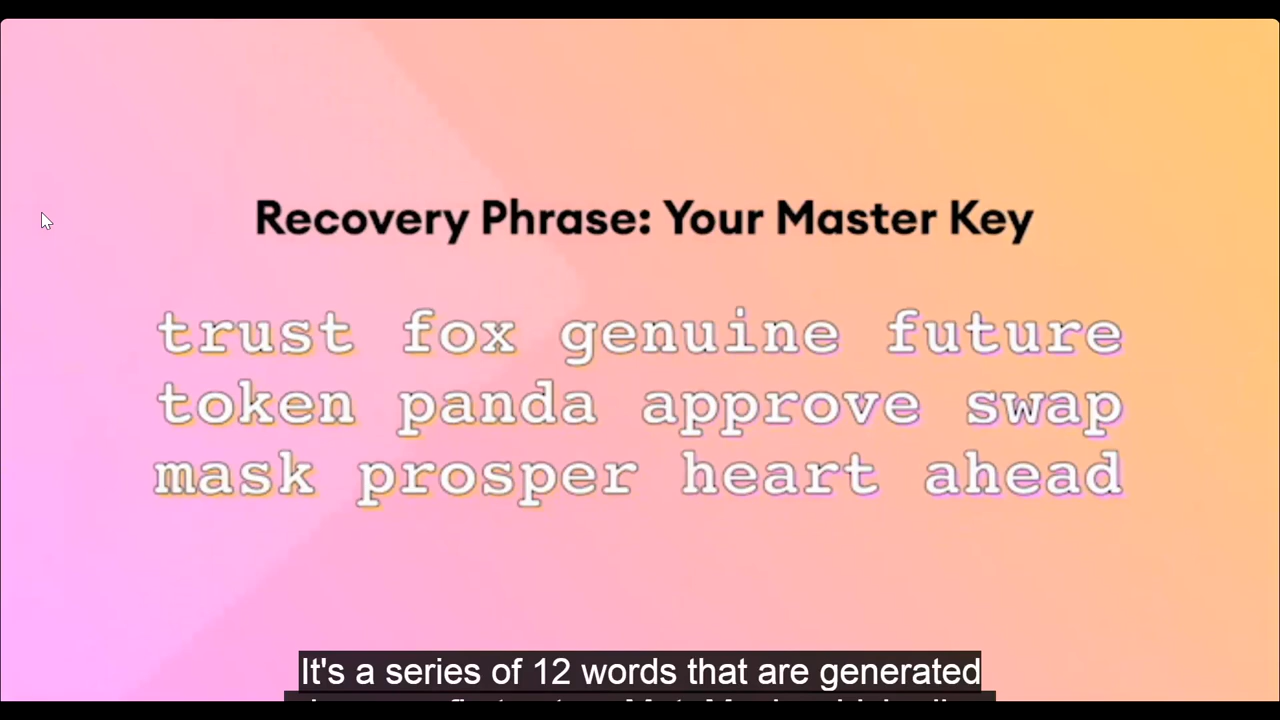 Recovery Phrase: Your Master Key
trust fox genuine future
token panda approve swap
mask prosper heart ahead
It's a series of 12 words that are generated